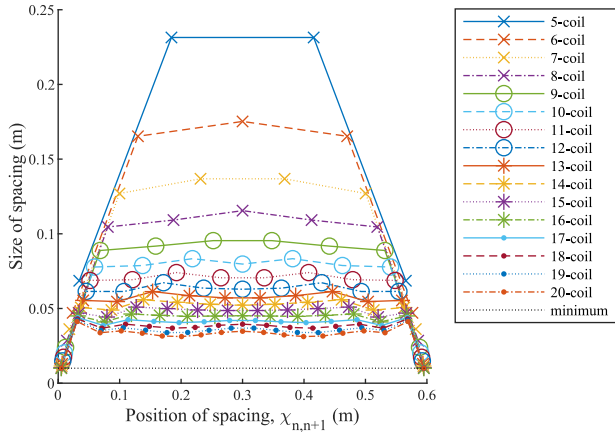 0.25
0.2
0.15
0.1
0.05
0
0
0.1
0.2
0.3
0.4
0.5
0.6
Size of spacing (m)
Position of spacing, χn,n+1 (m)
5-coil
6-coil
7-coil
8-coil
9-coil
10-coil
11-coil
12-coil
13-coil
14-coil
15-coil
16-coil
17-coil
18-coil
19-coil
20-coil
minimum